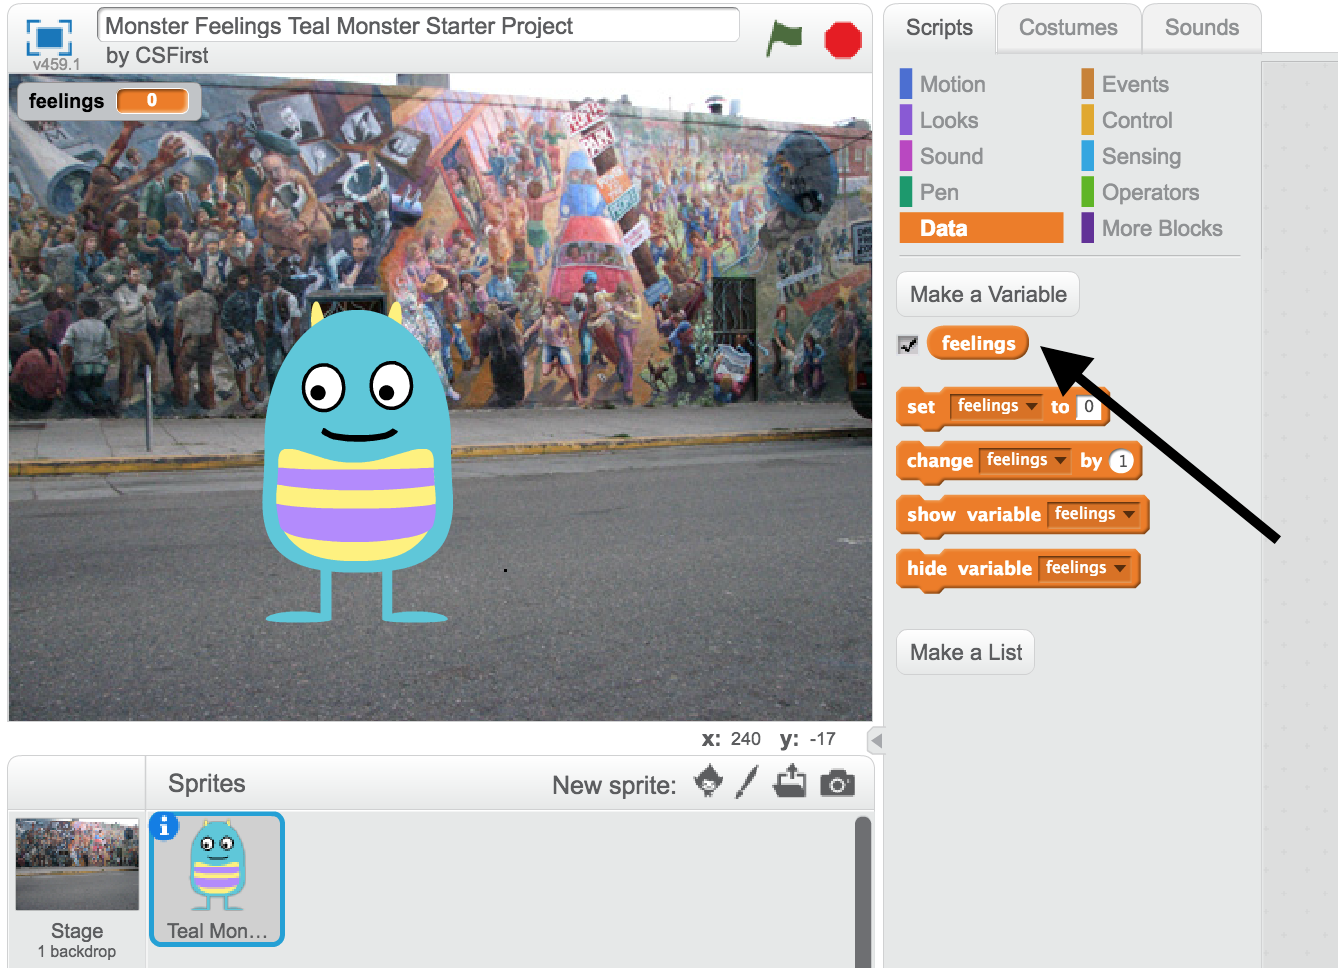 Monster Feelings Teal Monster Starter Project
by CSFirst
v459.1
feelings 0
PEOPLE
PARK
x: 240 y: -17
Sprites
New sprite:
Stage
1 backdrop
Teal Mon...
Scripts
Costumes
Sounds
Motion
Events
Looks
Control
Sound
Sensing
Pen
Operators
Data
More Blocks
Make a Variable
feelings
set feelings to 0
change feelings by 1
show variable feelings
hide variable feelings
Make a List